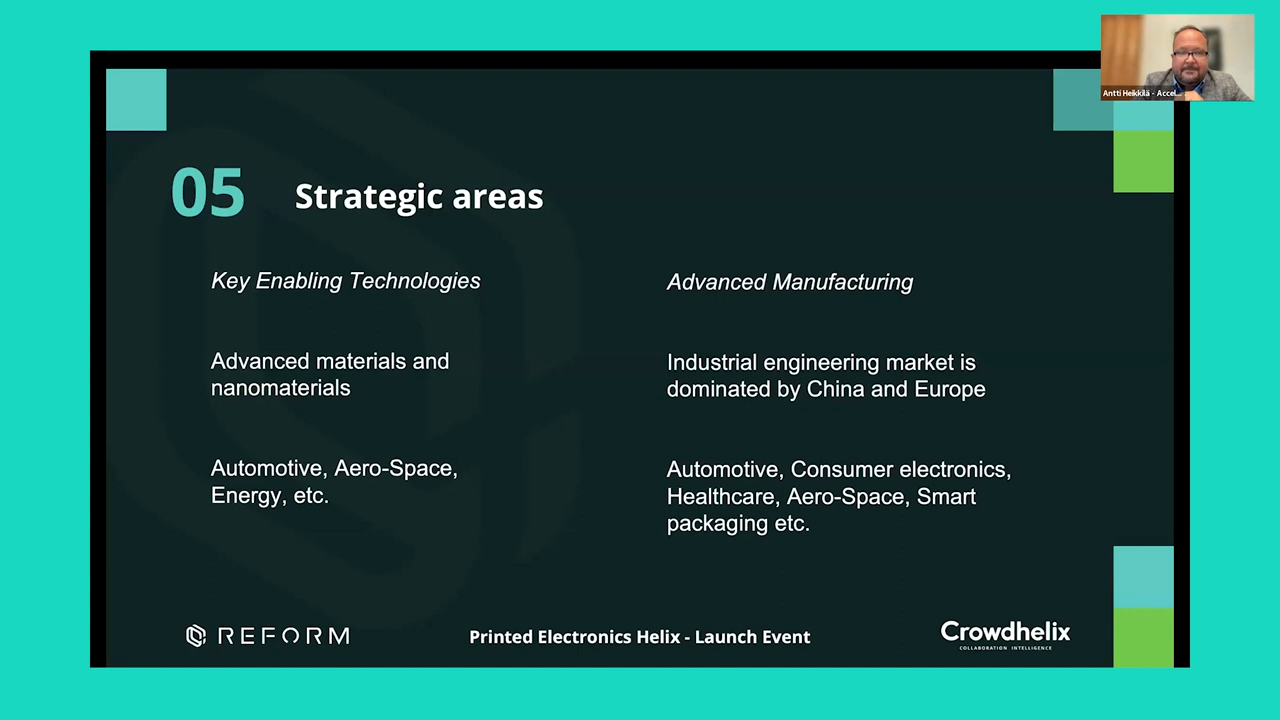 Antti Heikkilä - Accel...
05 Strategic areas
Key Enabling Technologies
Advanced materials and
nanomaterials
Automotive, Aero-Space,
Energy, etc.
Advanced Manufacturing
Industrial engineering market is
dominated by China and Europe
Automotive, Consumer electronics,
Healthcare, Aero-Space, Smart
packaging etc.
REFORM
Printed Electronics Helix - Launch Event
Crowdhelix
COLLABORATION INTELLIGENCE